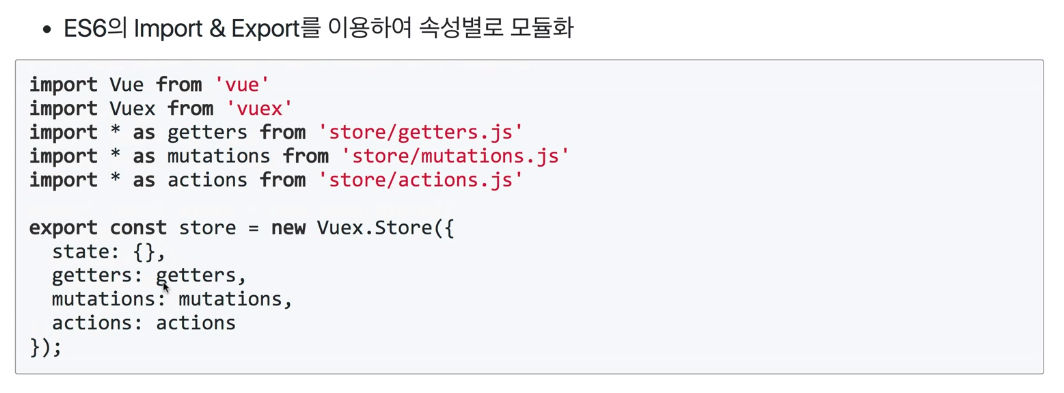 • ES6의 Import & Export를 이용하여 속성별로 모듈화
import Vue from 'vue'
import Vuex from 'vuex'
import * as getters from 'store/getters.js'
import * as mutations from 'store/mutations.js'
import * as actions from 'store/actions.js'

export const store = new Vuex.Store({
  state: {},
  getters: getters,
  mutations: mutations,
  actions: actions
});